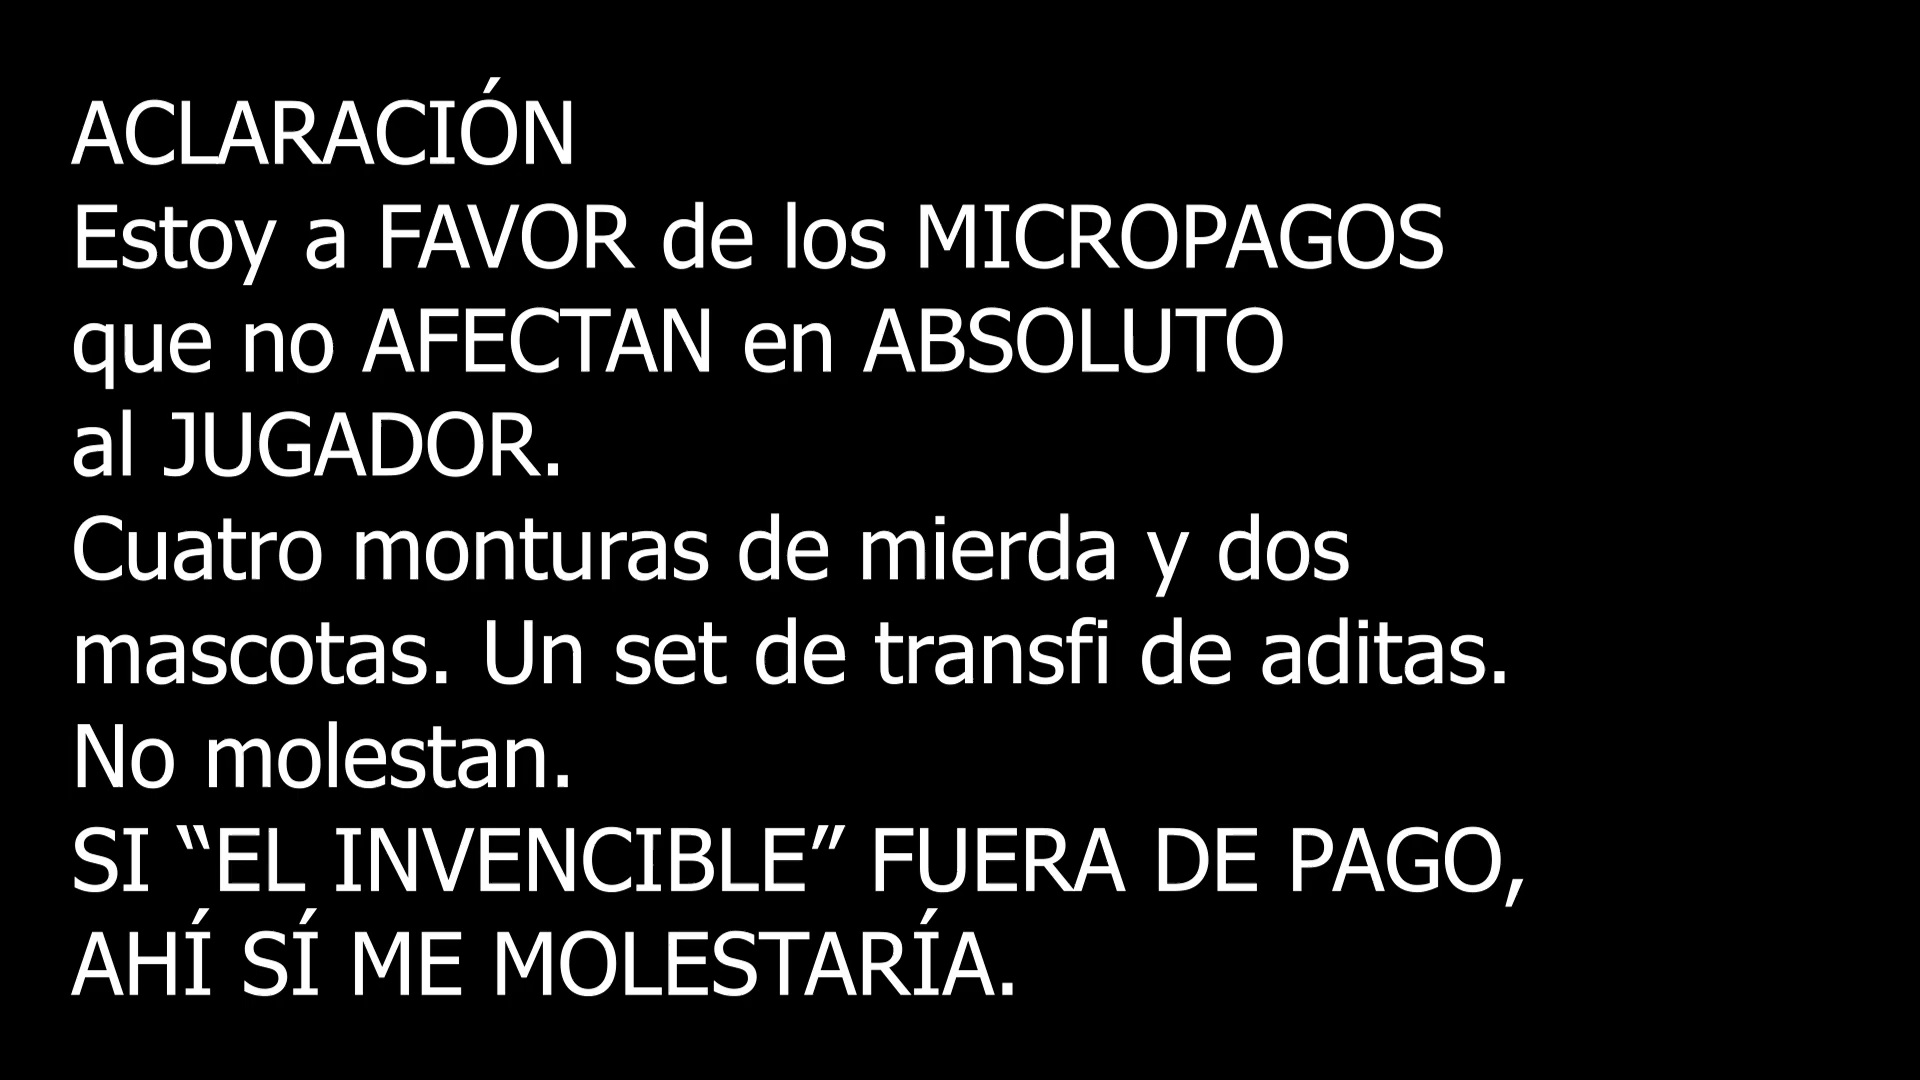 ACLARACIÓN
Estoy a FAVOR de los MICROPAGOS
que no AFECTAN en ABSOLUTO
al JUGADOR.
Cuatro monturas de mierda y dos
mascotas. Un set de transfi de aditas.
No molestan.
SI “EL INVENCIBLE” FUERA DE PAGO,
AHÍ SÍ ME MOLESTARÍA.